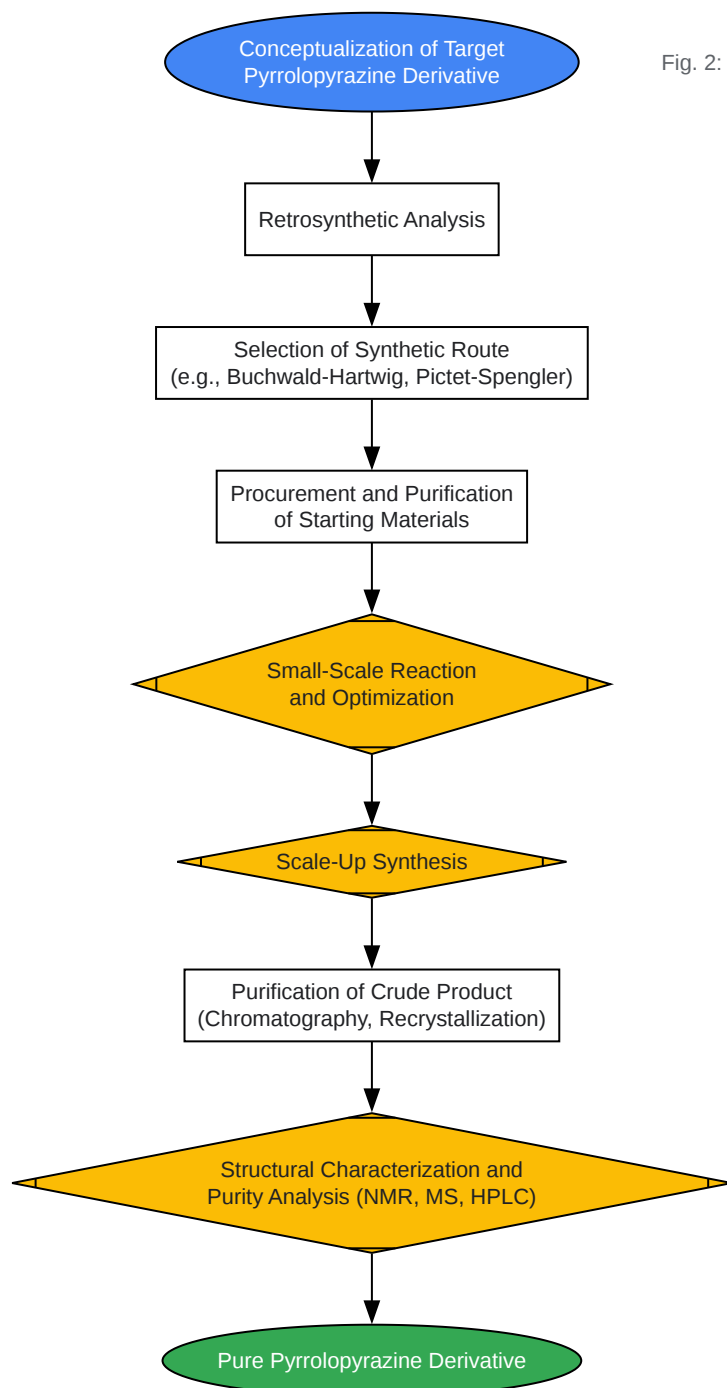 Conceptualization of Target
Pyrrolopyrazine Derivative
Fig. 2:
Retrosynthetic Analysis
Selection of Synthetic Route
(e.g., Buchwald-Hartwig, Pictet-Spengler)
Procurement and Purification
of Starting Materials
Small-Scale Reaction
and Optimization
Scale-Up Synthesis
Purification of Crude Product
(Chromatography, Recrystallization)
Structural Characterization and
Purity Analysis (NMR, MS, HPLC)
Pure Pyrrolopyrazine Derivative